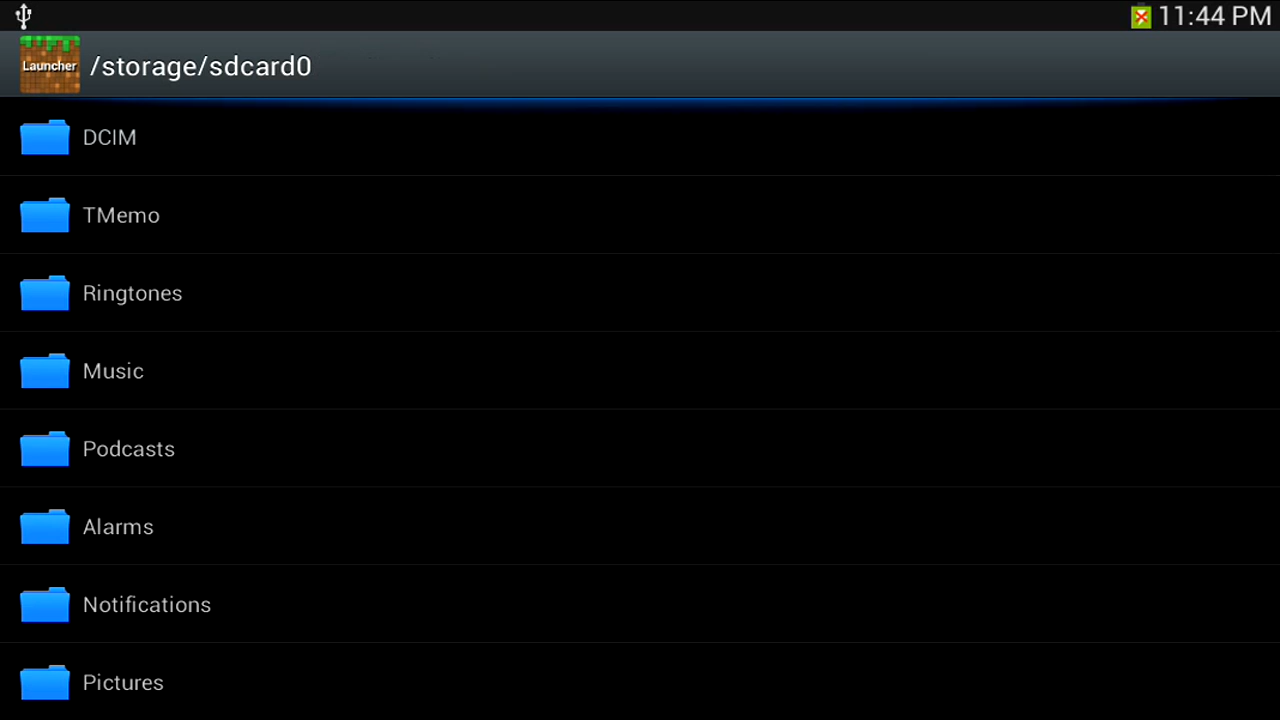 11:44 PM
Launcher
/storage/sdcard0
DCIM
TMemo
Ringtones
Music
Podcasts
Alarms
Notifications
Pictures